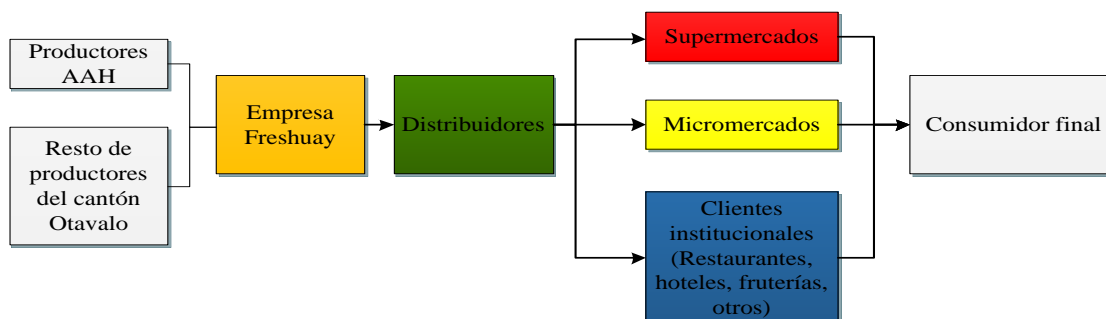 Productores
AAH
Resto de
productores
del cantón
Otavalo
Empresa
Freshuay
Distribuidores
Supermercados
Micromercados
Clientes
institucionales
(Restaurantes,
hoteles, fruterías,
otros)
Consumidor final